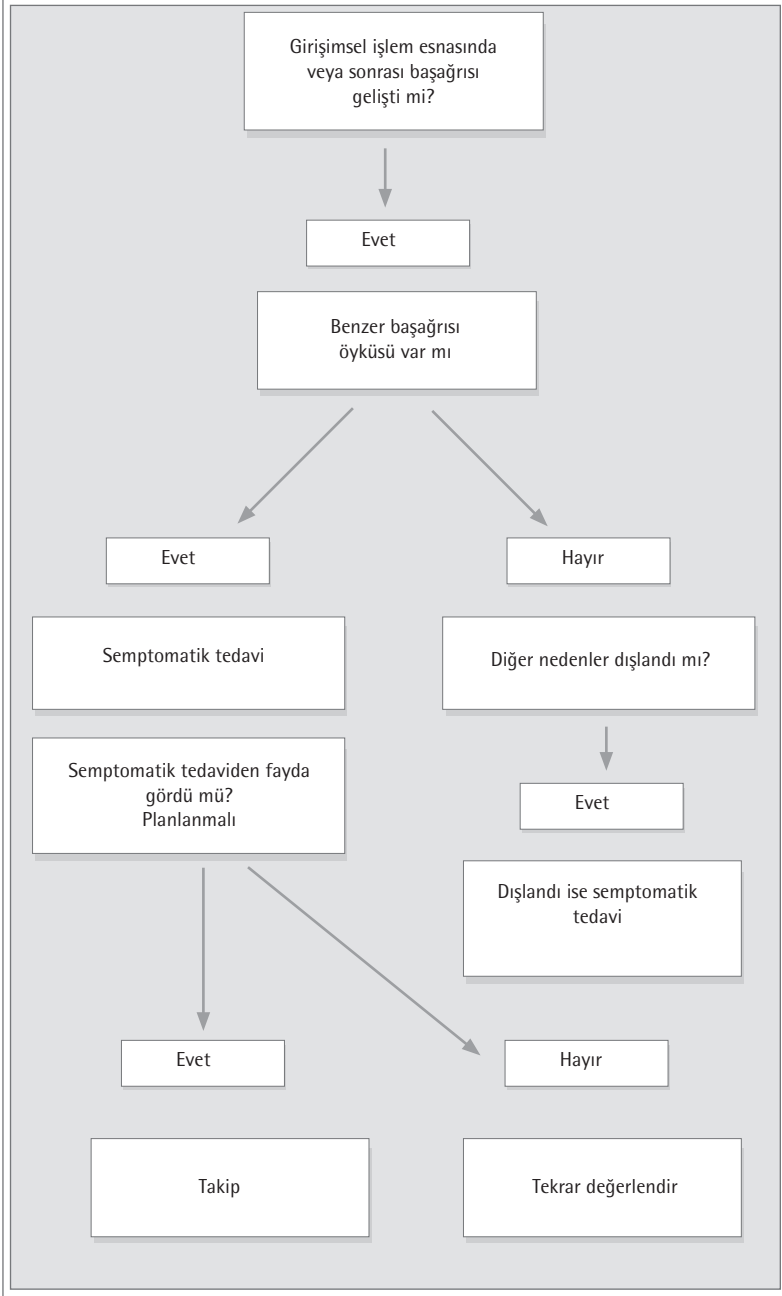 Girişimsel işlem esnasında
veya sonrası başağrısı
gelişti mi?
Evet
Benzer başağrısı
öyküsü var mı
Evet
Hayır
Semptomatik tedavi
Diğer nedenler dışlandı mı?
Semptomatik tedaviden fayda
gördü mü?
Planlanmalı
Evet
Dışlandı ise semptomatik
tedavi
Evet
Hayır
Takip
Tekrar değerlendir